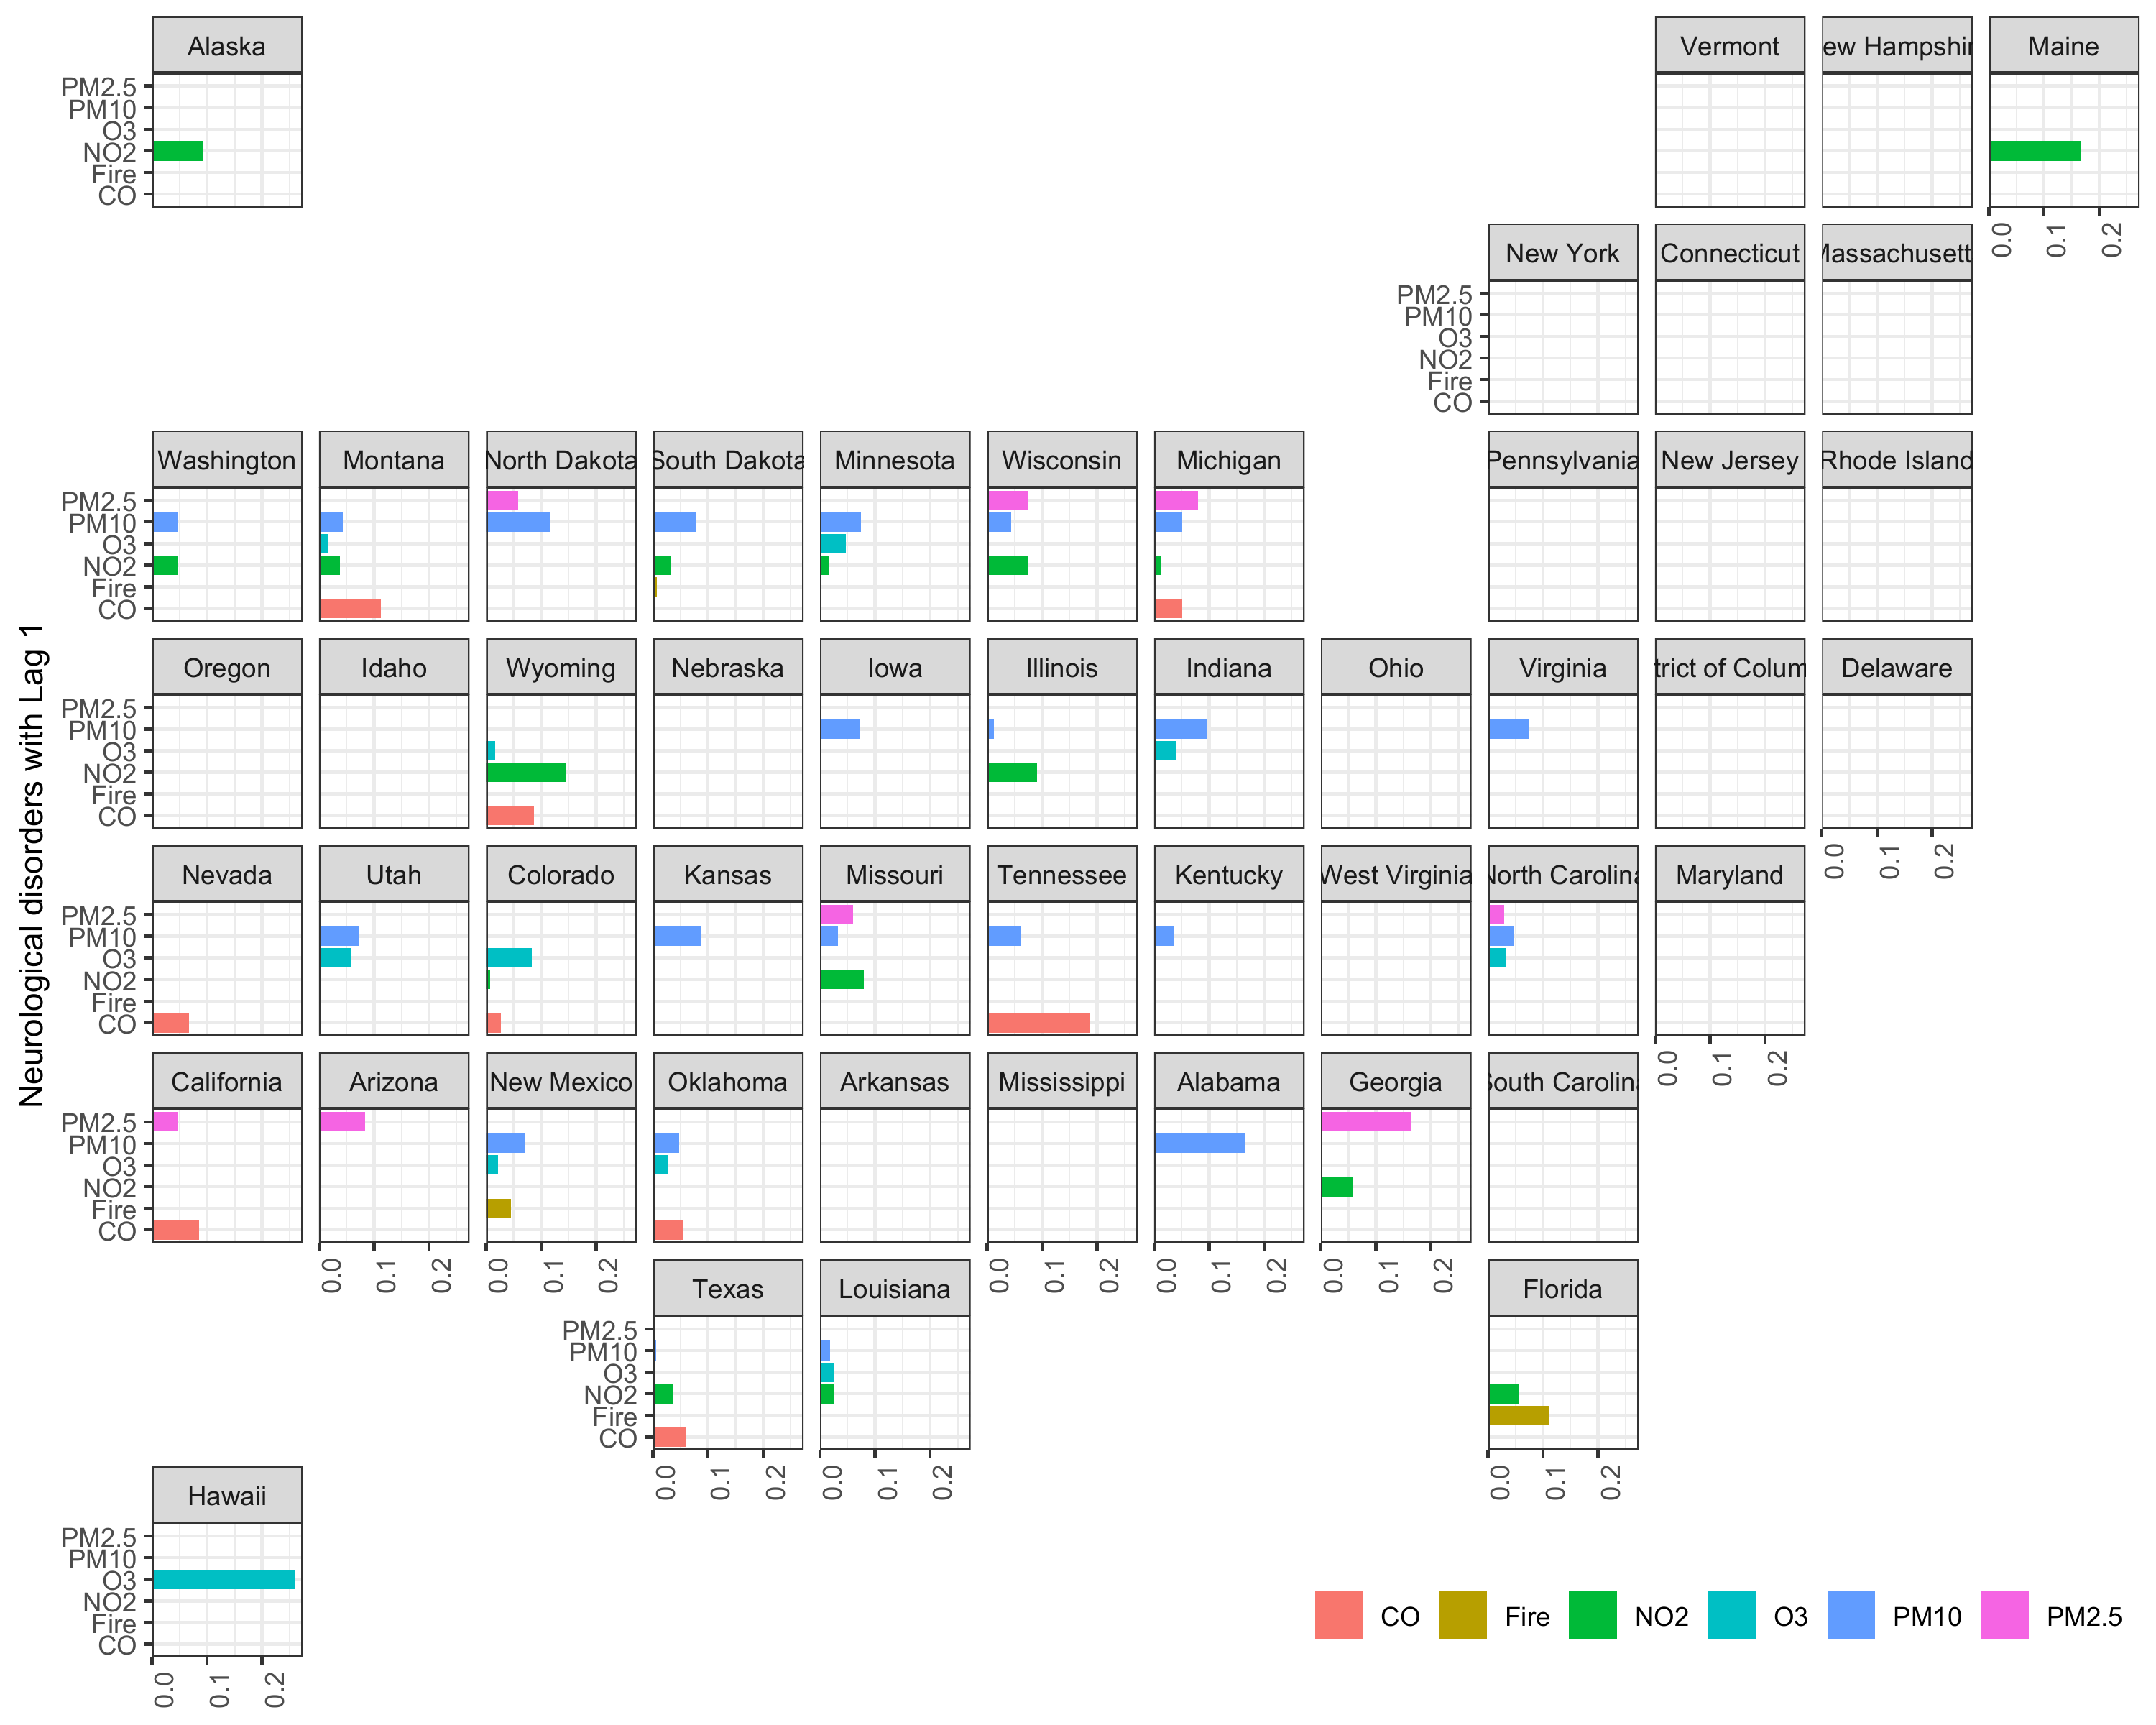 Alaska
Vermont
ew Hampshir
Maine
PM2.5
PM10
O3
NO2
Fire
CO
0.0 0.1 0.2
New York
Connecticut
Massachusett
PM2.5
PM10
O3
NO2
Fire
CO
Washington
Montana
North Dakota
South Dakota
Minnesota
Wisconsin
Michigan
Pennsylvania
New Jersey
Rhode Island
PM2.5
PM10
O3
NO2
Fire
CO
Neurological disorders with Lag 1
Oregon
Idaho
Wyoming
Nebraska
Iowa
Illinois
Indiana
Ohio
Virginia
trict of Colum
Delaware
PM2.5
PM10
O3
NO2
Fire
CO
0.0 0.1 0.2
Nevada
Utah
Colorado
Kansas
Missouri
Tennessee
Kentucky
West Virginia
North Carolina
Maryland
PM2.5
PM10
O3
NO2
Fire
CO
0.0 0.1 0.2
California
Arizona
New Mexico
Oklahoma
Arkansas
Mississippi
Alabama
Georgia
South Carolina
PM2.5
PM10
O3
NO2
Fire
CO
0.0 0.1 0.2
0.0 0.1 0.2
0.0 0.1 0.2
0.0 0.1 0.2
0.0 0.1 0.2
Texas
Louisiana
Florida
PM2.5
PM10
O3
NO2
Fire
CO
0.0 0.1 0.2
0.0 0.1 0.2
0.0 0.1 0.2
Hawaii
PM2.5
PM10
O3
NO2
Fire
CO
0.0 0.1 0.2
CO Fire NO2 O3 PM10 PM2.5